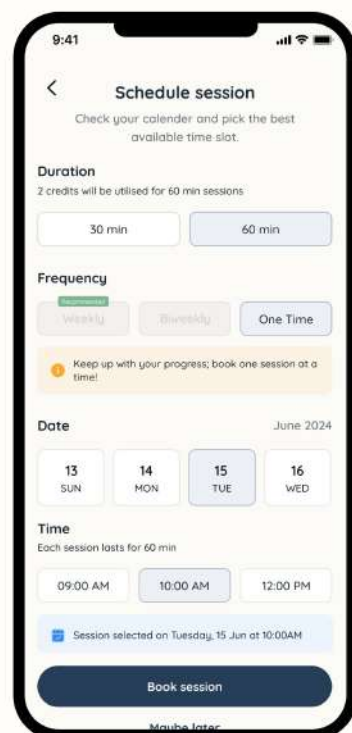 9:41
Schedule session
Check your calender and pick the best
available time slot.
Duration
2 credits will be utilised for 60 min sessions
30 min
60 min
Frequency
Recommended
Weekly
Biweekly
One Time
Keep up with your progress; book one session at a
time!
Date
June 2024
13
SUN
14
MON
15
TUE
16
WED
Time
Each session lasts for 60 min
09:00 AM
10:00 AM
12:00 PM
Session selected on Tuesday, 15 Jun at 10:00AM
Book session
Maybe later